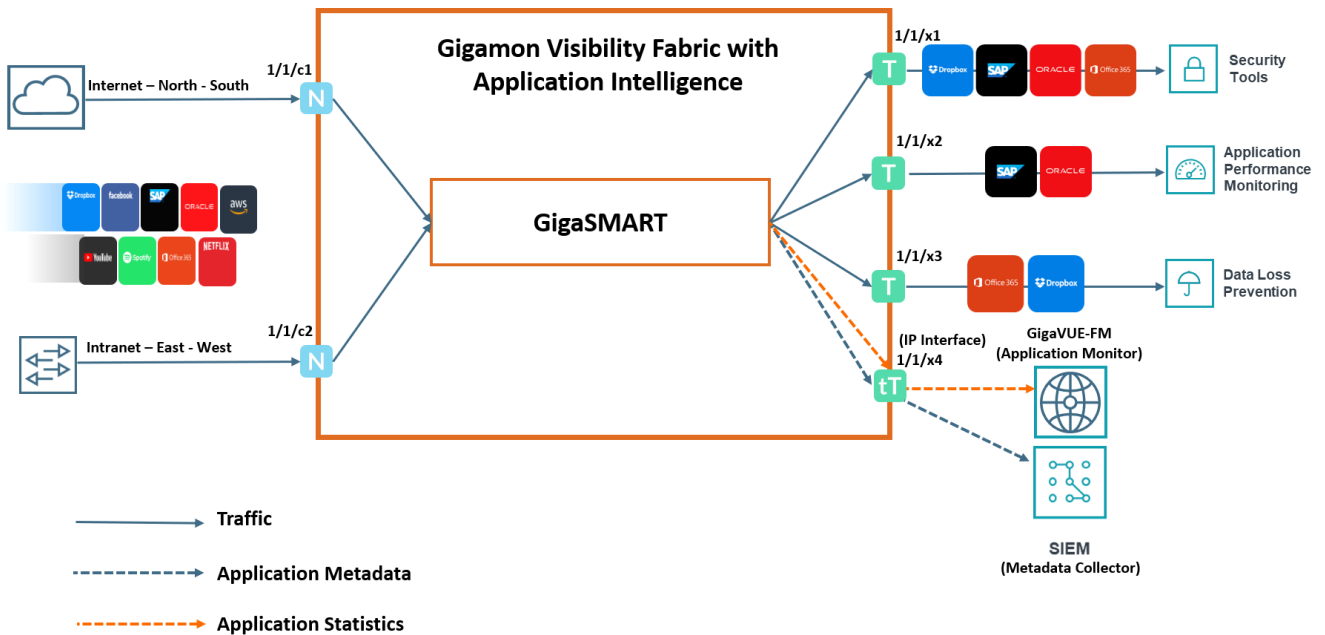 Gigamon Visibility Fabric with
Application Intelligence
1/1/c1
Internet – North - South
N
Dropbox
facebook
SAP
ORACLE
aws
YouTube
Spotify
Office 365
NETFLIX
1/1/c2
Intranet – East - West
N
GigaSMART
1/1/x1
T
Dropbox
SAP
ORACLE
Office 365
Security
Tools
1/1/x2
T
SAP
ORACLE
Application
Performance
Monitoring
1/1/x3
T
Office 365
Dropbox
Data Loss
Prevention
(IP Interface)
1/1/x4
tT
GigaVUE-FM
(Application Monitor)
SIEM
(Metadata Collector)
Traffic
Application Metadata
Application Statistics